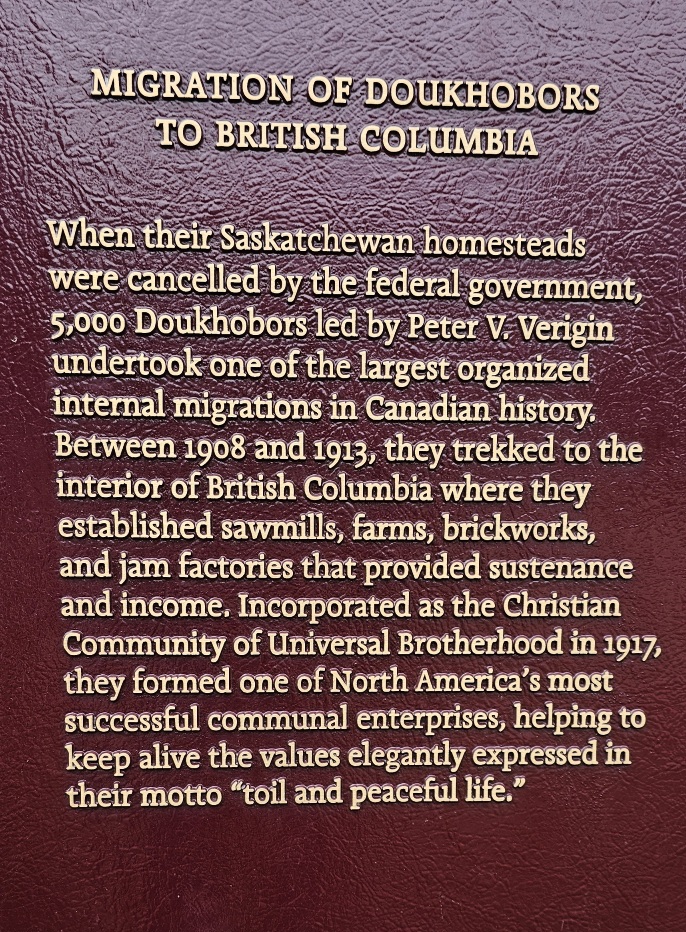 MIGRATION OF DOUKHOBORS
TO BRITISH COLUMBIA
When their Saskatchewan homesteads
were cancelled by the federal government,
5,000 Doukhobors led by Peter V. Verigin
undertook one of the largest organized
internal migrations in Canadian history.
Between 1908 and 1913, they trekked to the
interior of British Columbia where they
established sawmills, farms, brickworks,
and jam factories that provided sustenance
and income. Incorporated as the Christian
Community of Universal Brotherhood in 1917,
they formed one of North America's most
successful communal enterprises, helping to
keep alive the values elegantly expressed in
their motto “toil and peaceful life.”